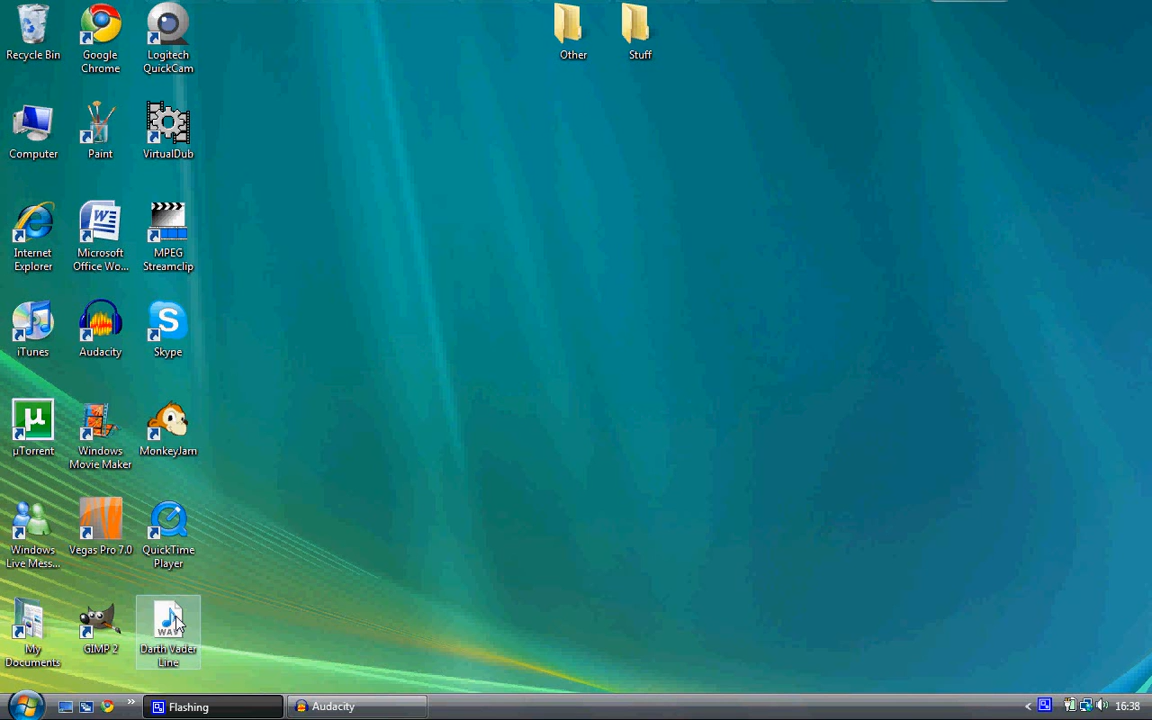 Recycle Bin
Google
Chrome
Logitech
QuickCam
Other
Stuff
Computer
Paint
VirtualDub
Internet
Explorer
Microsoft
Office Wo...
MPEG
Streamclip
iTunes
Audacity
Skype
µTorrent
Windows
Movie Maker
MonkeyJam
Windows
Live Mess...
Vegas Pro 7.0
QuickTime
Player
My
Documents
GIMP 2
WAV
Darth Vader
Line
Flashing
Audacity
16:38